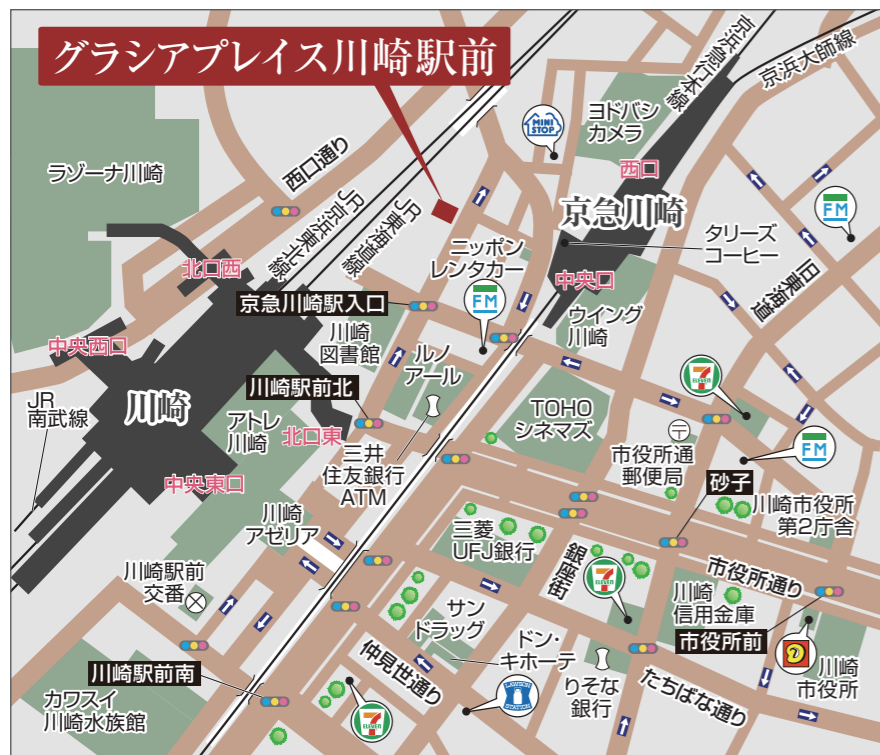 グラシアプレイス川崎駅前
京浜急行本線
京浜大師線
ヨドバシ
カメラ
MINI
STOP
ラゾーナ川崎
西口通り
西口
JR
京浜東北線
JR東海道線
京急川崎
FM
タリーズ
コーヒー
ニッポン
レンタカー
北口西
中央口
旧東海道
京急川崎駅入口
FM
ウイング
川崎
川崎
図書館
中央西口
ルノ
アール
川崎駅前北
7
ELEVEN
JR
南武線
川崎
アトレ
川崎
北口東
TOHO
シネマズ
三井
住友銀行
ATM
市役所通
郵便局
FM
中央東口
砂子
川崎市役所
第2庁舎
川崎
アゼリア
三菱
UFJ銀行
銀座街
市役所通り
川崎駅前
交番
7
ELEVEN
川崎
信用金庫
サン
ドラッグ
市役所前
仲見世通り
ドン・
キホーテ
川崎駅前南
りそな
銀行
川崎
市役所
カワスイ
川崎水族館
7
ELEVEN
LAWSON
STATION
たちばな通り